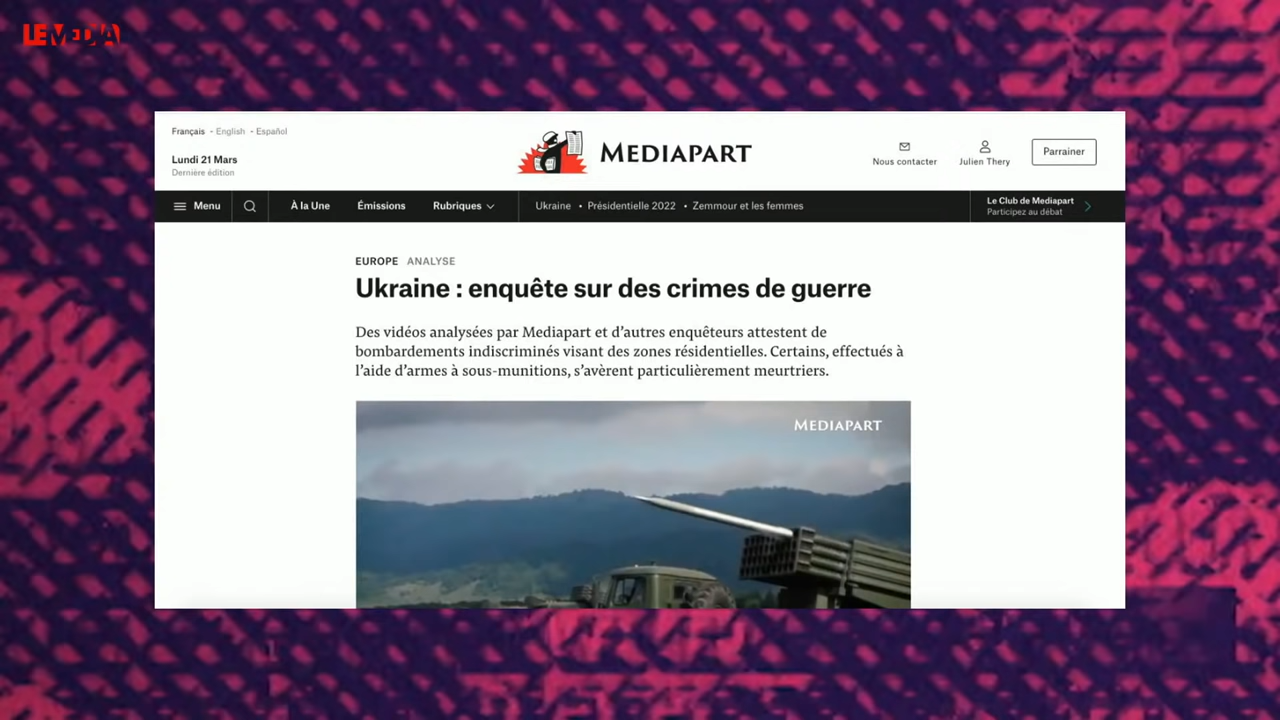 LEMEDIA
Français - English - Español
Lundi 21 Mars
Dernière édition
MEDIAPART
Nous contacter
Julien Thery
Parrainer
Menu
À la Une
Émissions
Rubriques
Ukraine • Présidentielle 2022 • Zemmour et les femmes
Le Club de Mediapart
Participez au débat
EUROPE ANALYSE
Ukraine : enquête sur des crimes de guerre
Des vidéos analysées par Mediapart et d’autres enquêteurs attestent de
bombardements indiscriminés visant des zones résidentielles. Certains, effectués à
l’aide d’armes à sous-munitions, s’avèrent particulièrement meurtriers.
MEDIAPART